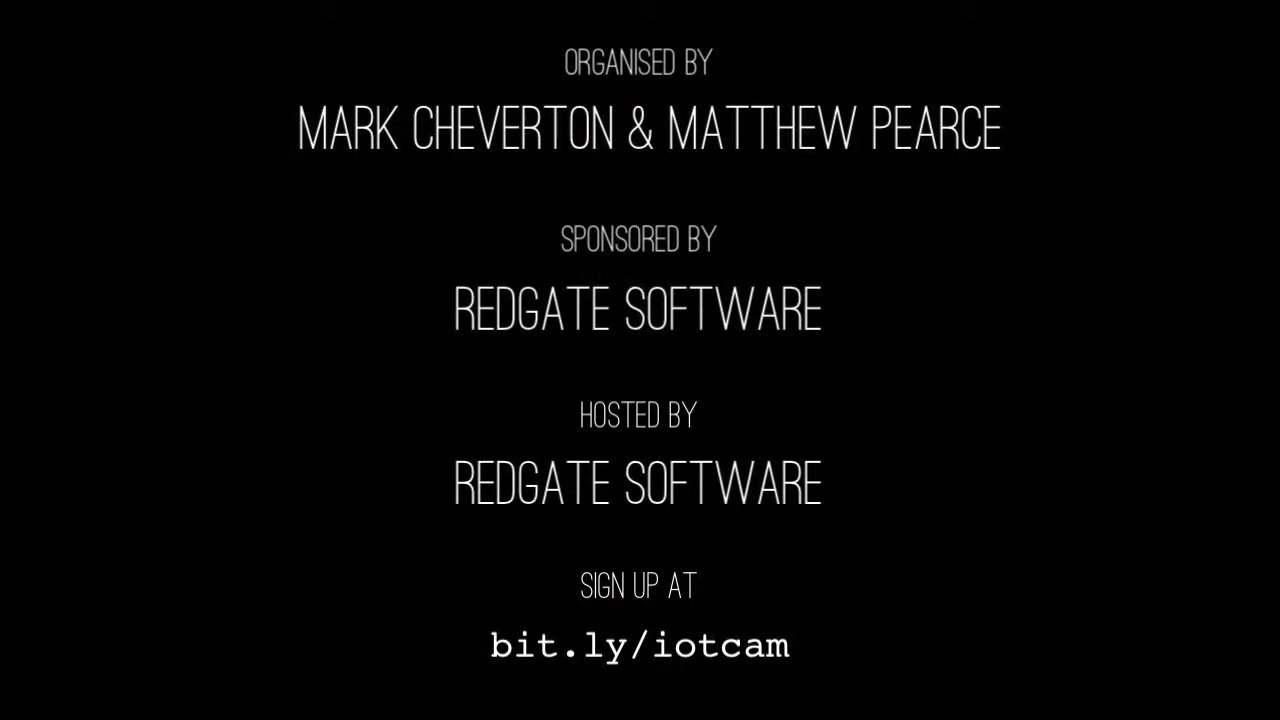 ORGANISED BY
MARK CHEVERTON & MATTHEW PEARCE
SPONSORED BY
REDGATE SOFTWARE
HOSTED BY
REDGATE SOFTWARE
SIGN UP AT
bit.ly/iotcam